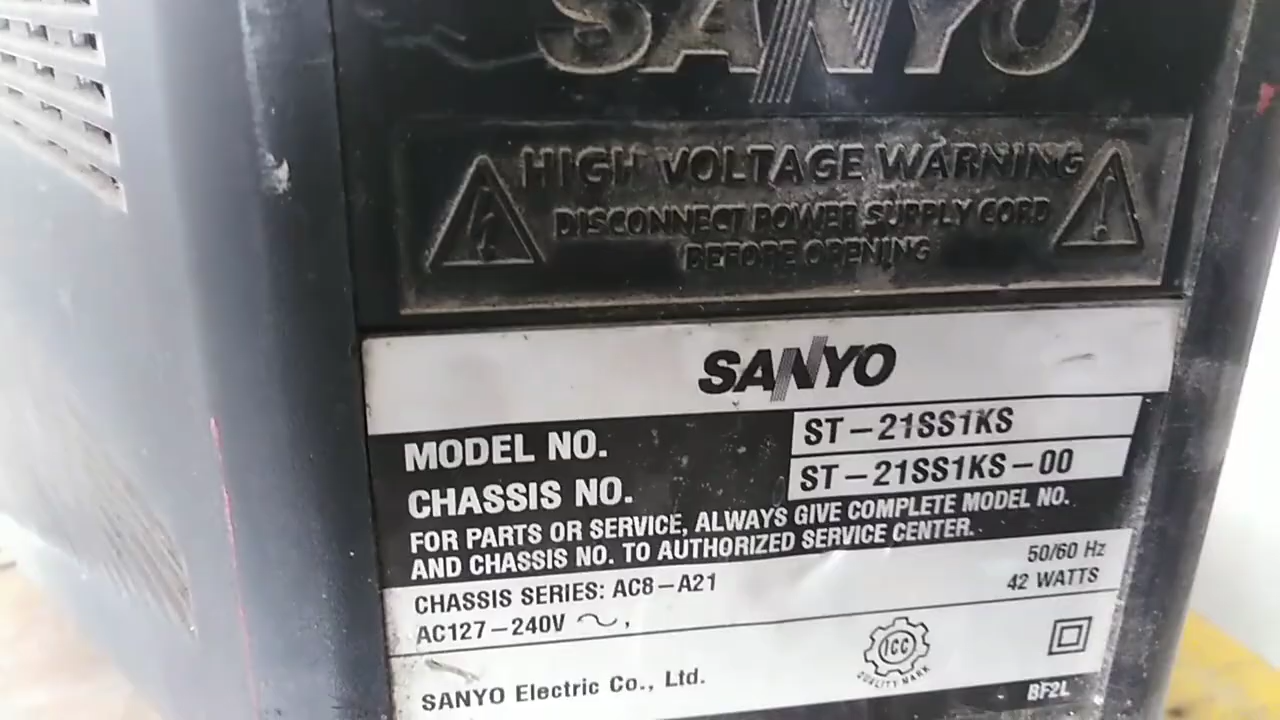 SANYO
HIGH VOLTAGE WARNING
DISCONNECT POWER SUPPLY CORD
BEFORE OPENING
SANYO
MODEL NO. ST-21SS1KS
CHASSIS NO. ST-21SS1KS-00
FOR PARTS OR SERVICE, ALWAYS GIVE COMPLETE MODEL NO.
AND CHASSIS NO. TO AUTHORIZED SERVICE CENTER.
CHASSIS SERIES: AC8-A21 50/60 Hz
AC127-240V ~, 42 WATTS
ICC
QUALITY MARK
SANYO Electric Co., Ltd.
BF2L